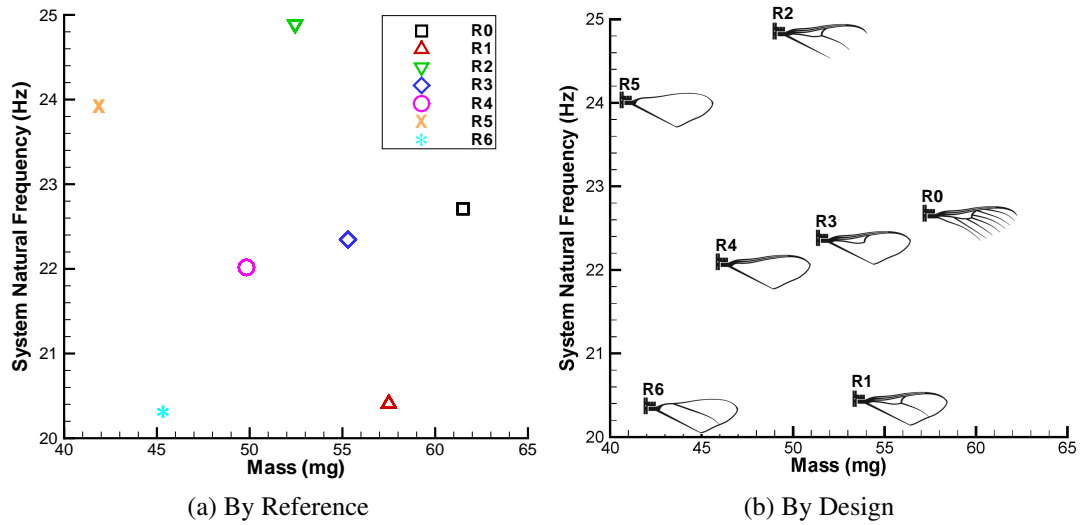 System Natural Frequency (Hz)
25
24
23
22
21
20
40
45
50
55
60
65
Mass (mg)
R0
R1
R2
R3
R4
R5
R6
(a) By Reference
System Natural Frequency (Hz)
25
24
23
22
21
20
40
45
50
55
60
65
Mass (mg)
R2
R5
R0
R3
R4
R6
R1
(b) By Design